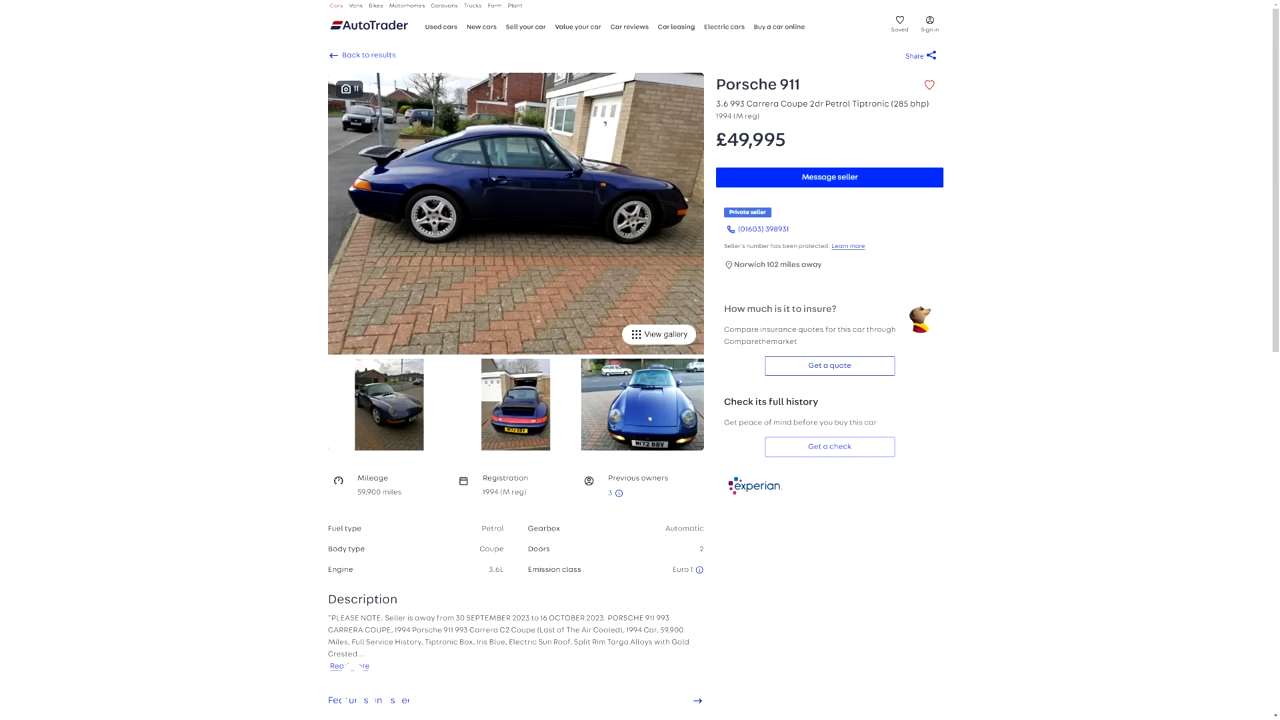 Cars Vans Bikes Motorhomes Caravans Trucks Farm Plant
AutoTrader
Used cars New cars Sell your car Value your car Car reviews Car leasing Electric cars Buy a car online
Saved Sign in
Back to results
Share
11
View gallery
M172 BBY
Porsche 911
3.6 993 Carrera Coupe 2dr Petrol Tiptronic (285 bhp)
1994 (M reg)
£49,995
Message seller
Private seller
(01603) 398931
Seller's number has been protected. Learn more
Norwich 102 miles away
How much is it to insure?
Compare insurance quotes for this car through
Comparethemarket
Get a quote
Check its full history
Get peace of mind before you buy this car
Get a check
experian.
Mileage
59,900 miles
Registration
1994 (M reg)
Previous owners
3
Fuel type Petrol
Gearbox Automatic
Body type Coupe
Doors 2
Engine 3.6L
Emission class Euro 1
Description
"PLEASE NOTE: Seller is away from 30 SEPTEMBER 2023 to 16 OCTOBER 2023. PORSCHE 911 993
CARRERA COUPE, 1994 Porsche 911 993 Carrera C2 Coupe (Last of The Air Cooled), 1994 Car, 59,900
Miles, Full Service History, Tiptronic Box, Iris Blue, Electric Sun Roof, Split Rim Targa Alloys with Gold
Crested...